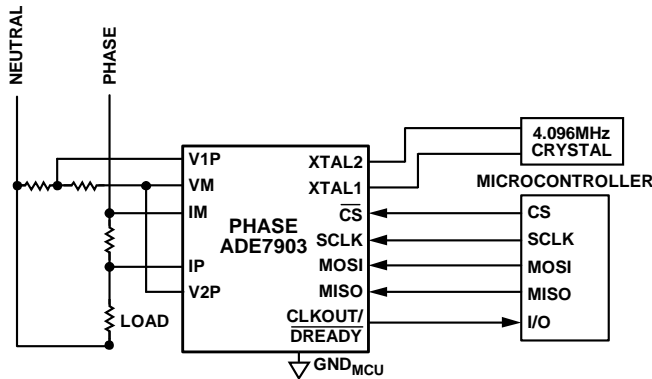 NEUTRAL
PHASE
V1P
VM
IM
IP
V2P
LOAD
PHASE
ADE7903
XTAL2
XTAL1
CS
SCLK
MOSI
MISO
CLKOUT/
DREADY
GNDMCU
4.096MHz
CRYSTAL
MICROCONTROLLER
CS
SCLK
MOSI
MISO
I/O